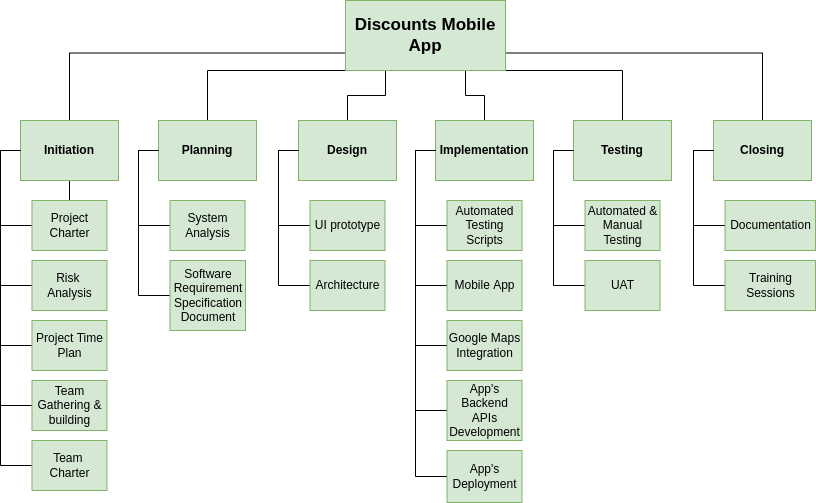 Discounts Mobile
App
Initiation
Planning
Design
Implementation
Testing
Closing
Project
Charter
Risk
Analysis
Project Time
Plan
Team
Gathering &
building
Team
Charter
System
Analysis
Software
Requirement
Specification
Document
UI prototype
Architecture
Automated
Testing
Scripts
Mobile App
Google Maps
Integration
App's
Backend
APIs
Development
App's
Deployment
Automated &
Manual
Testing
UAT
Documentation
Training
Sessions